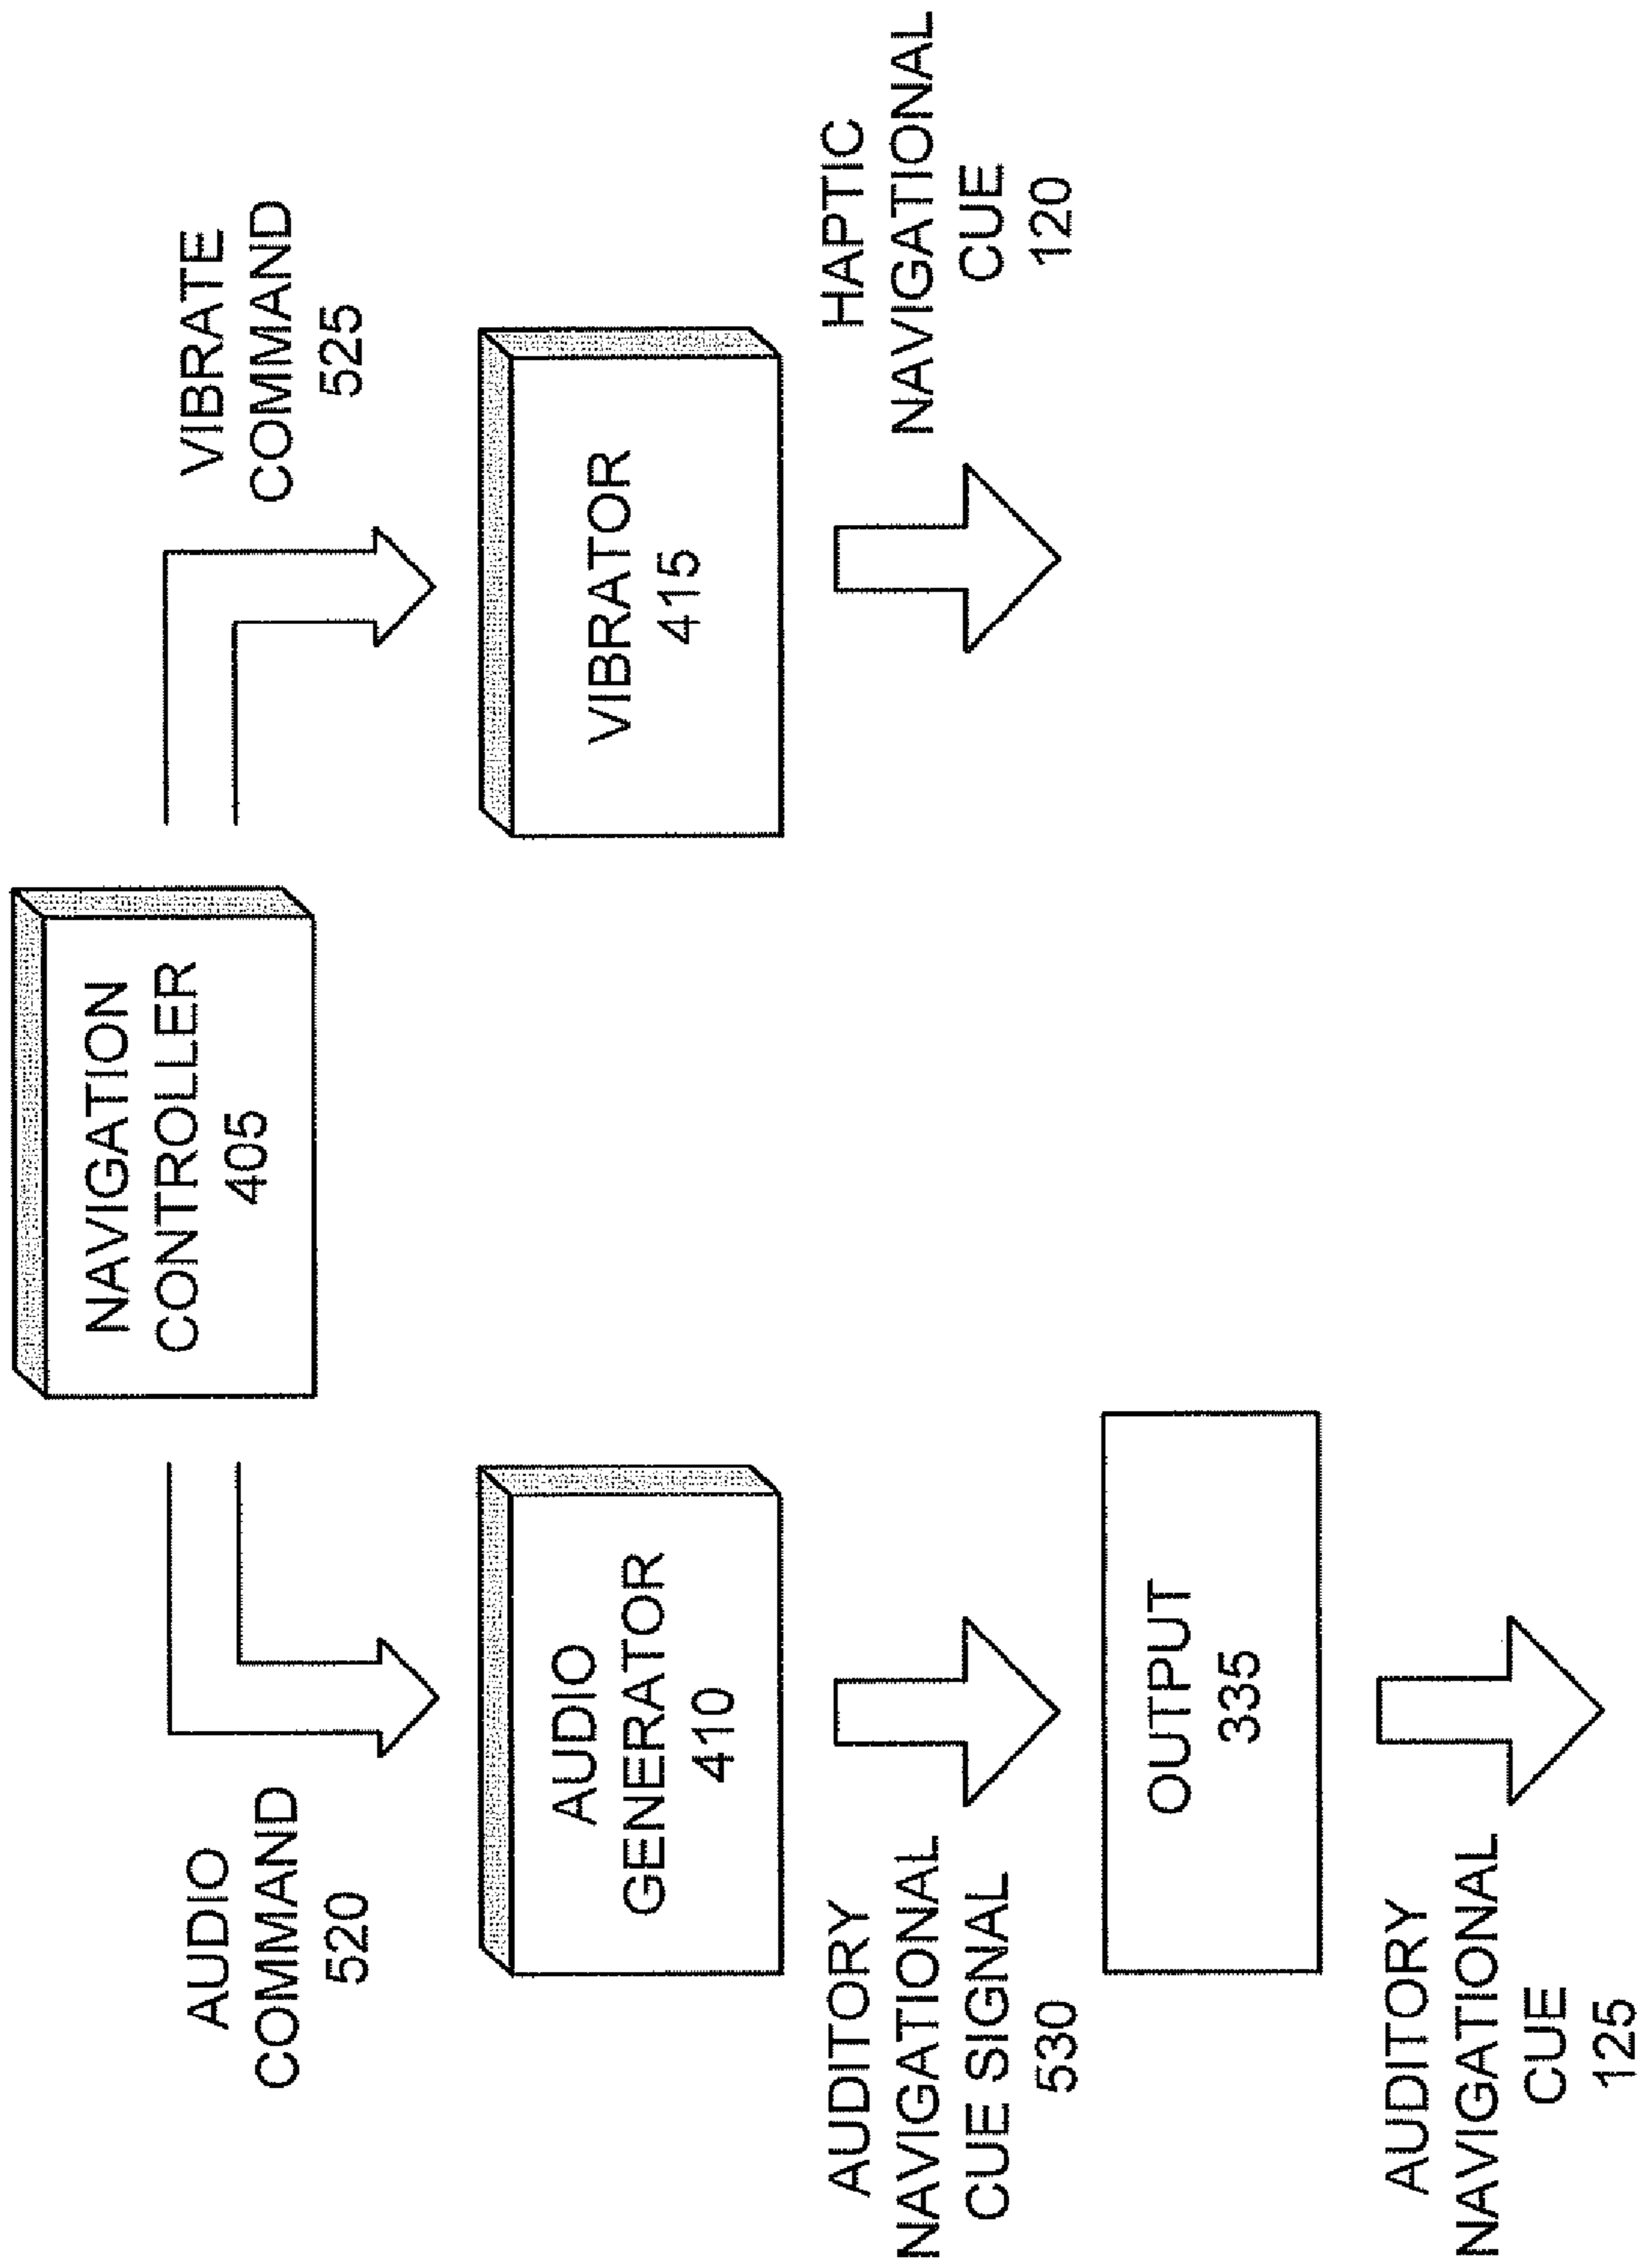 NAVIGATION
CONTROLLER
405
AUDIO
COMMAND
520
VIBRATE
COMMAND
525
AUDIO
GENERATOR
410
VIBRATOR
415
AUDITORY
NAVIGATIONAL
CUE SIGNAL
530
HAPTIC
NAVIGATIONAL
CUE
120
OUTPUT
335
AUDITORY
NAVIGATIONAL
CUE
125